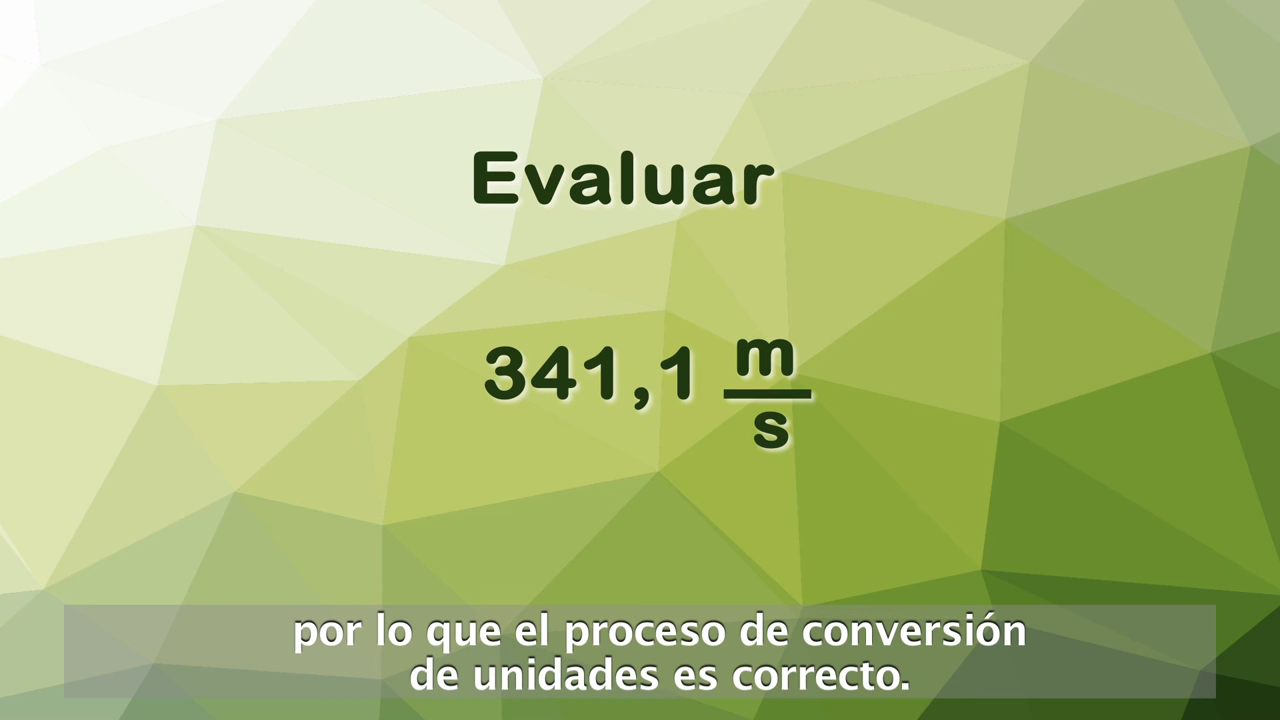 Evaluar
341,1 m/s
por lo que el proceso de conversión
de unidades es correcto.